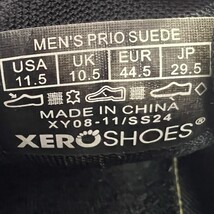 MEN'S PRIO SUEDE
USA UK EUR JP
11.5 10.5 44.5 29.5
MADE IN CHINA
XY08-11/SS24
XEROSHOES®